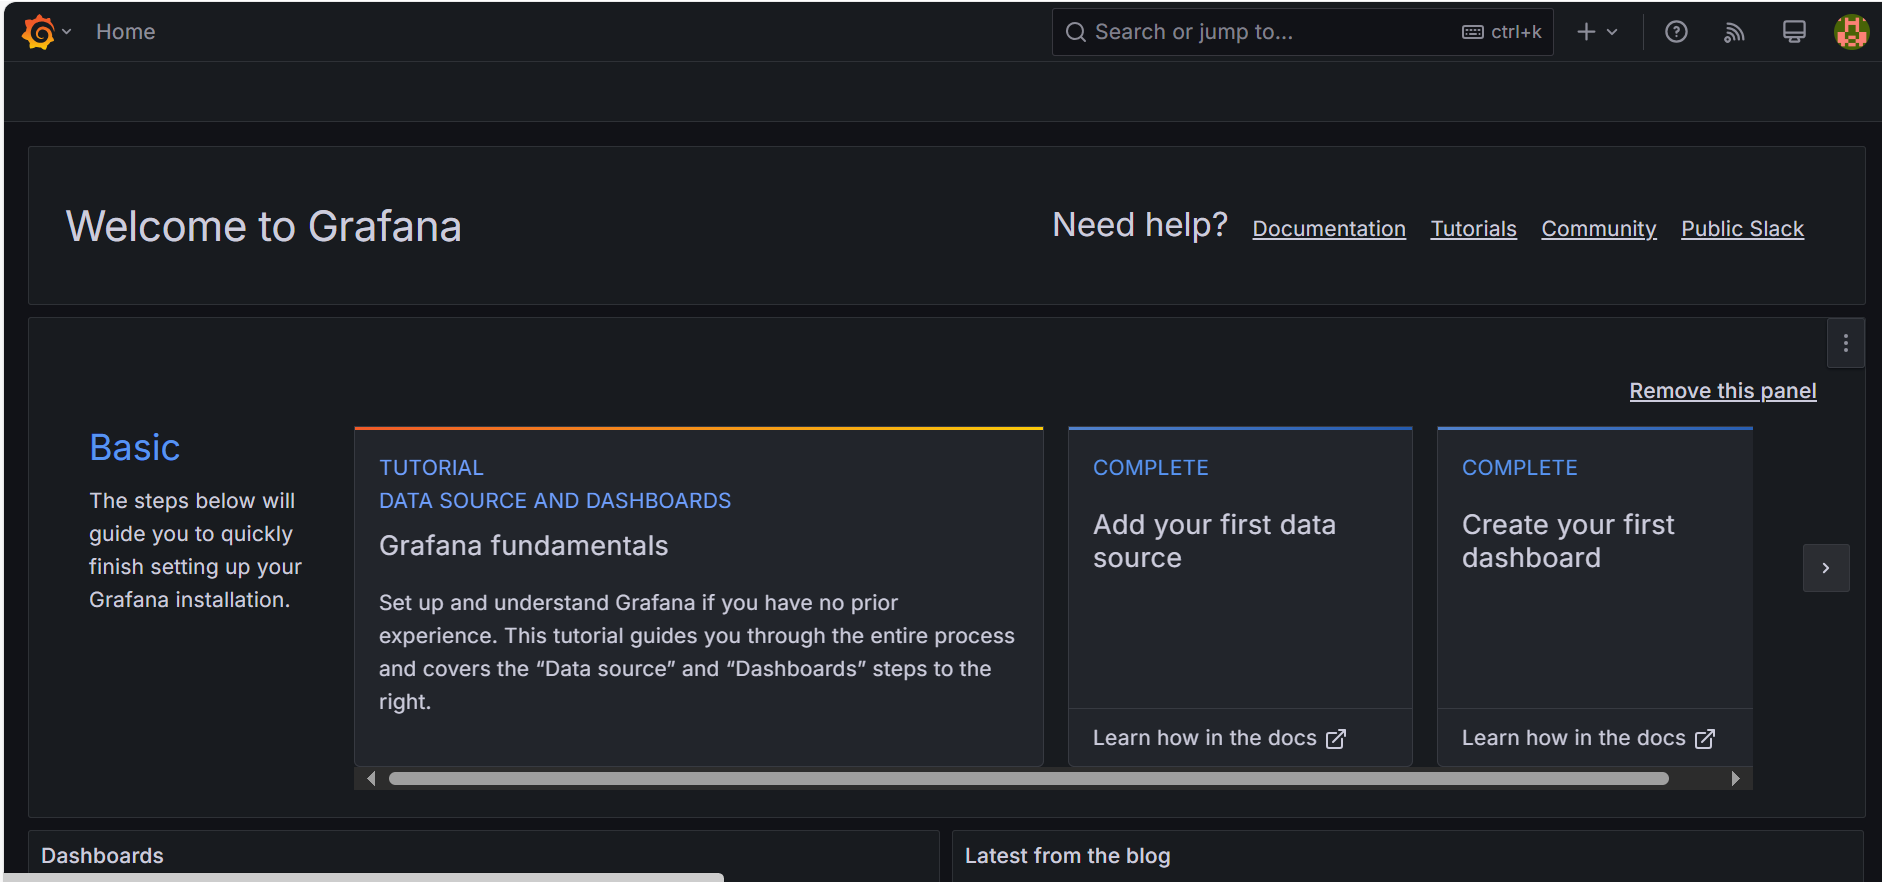 Home
Search or jump to...
ctrl+k
Welcome to Grafana
Need help?
Documentation
Tutorials
Community
Public Slack
Remove this panel
Basic
The steps below will
guide you to quickly
finish setting up your
Grafana installation.
TUTORIAL
DATA SOURCE AND DASHBOARDS
Grafana fundamentals
Set up and understand Grafana if you have no prior
experience. This tutorial guides you through the entire process
and covers the “Data source” and “Dashboards” steps to the
right.
COMPLETE
Add your first data
source
Learn how in the docs
COMPLETE
Create your first
dashboard
Learn how in the docs
Dashboards
Latest from the blog